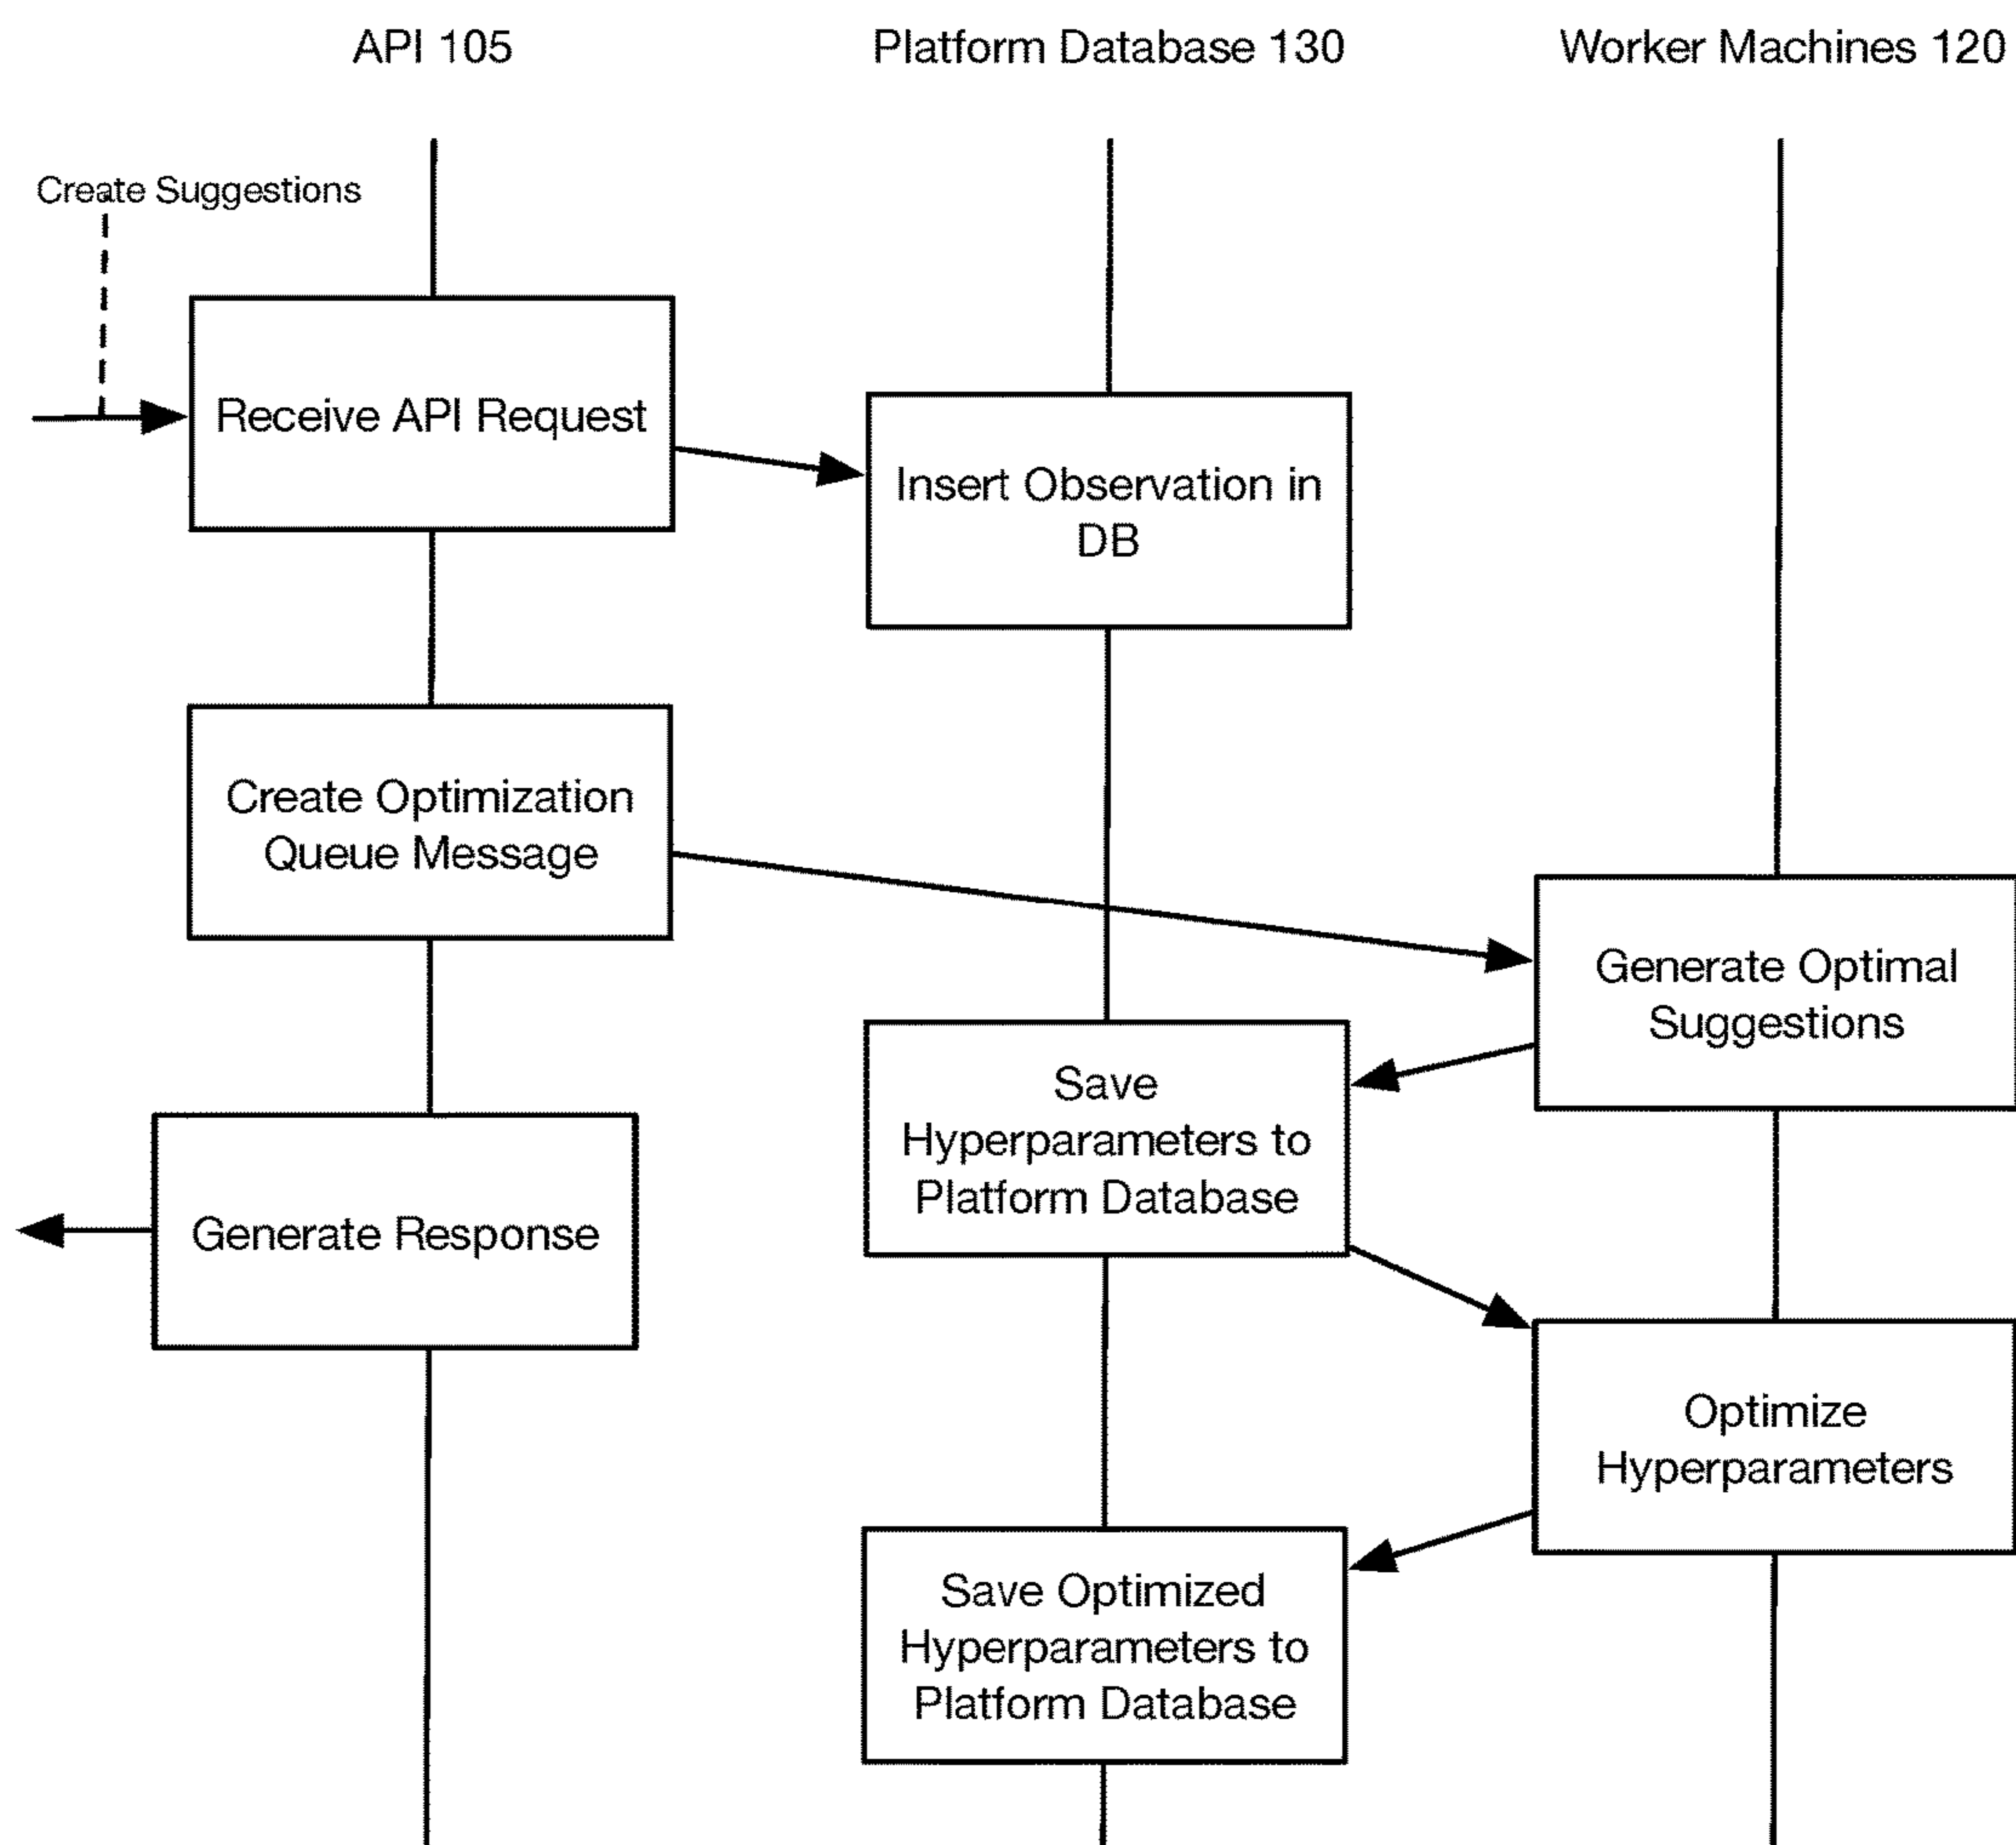 API 105
Platform Database 130
Worker Machines 120
Create Suggestions
Receive API Request
Insert Observation in
DB
Create Optimization
Queue Message
Generate Optimal
Suggestions
Save
Hyperparameters to
Platform Database
Generate Response
Optimize
Hyperparameters
Save Optimized
Hyperparameters to
Platform Database